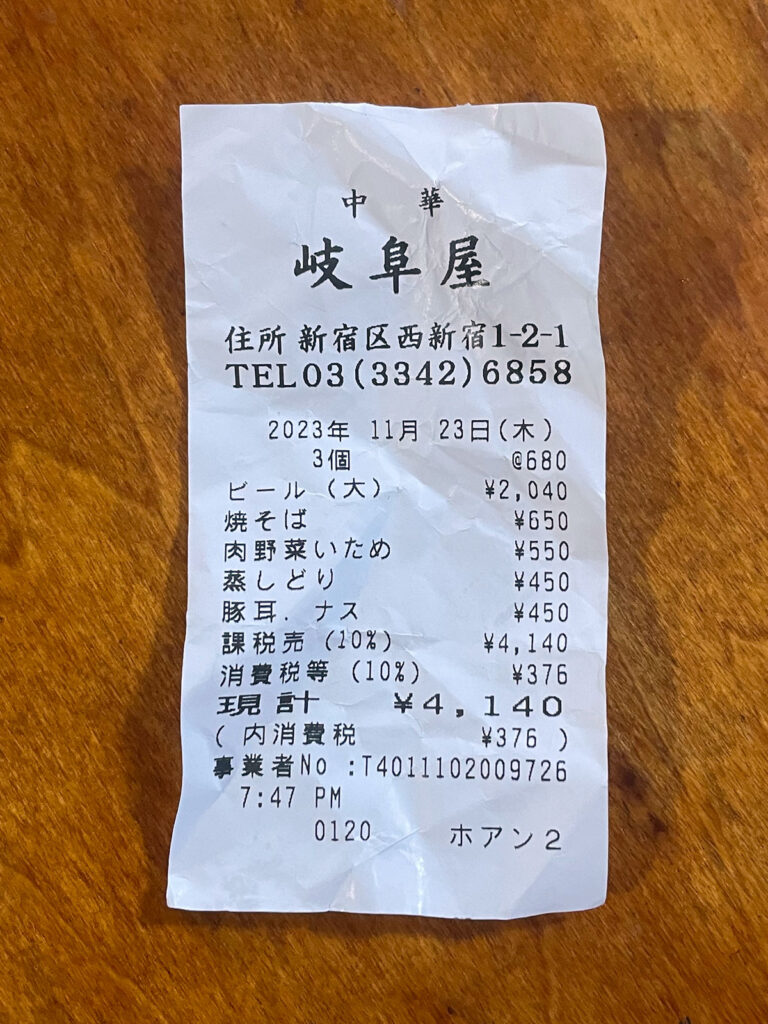 中 華
岐阜屋
住所 新宿区西新宿1-2-1
TEL03(3342)6858
2023年 11月 23日(木)
3個 @680
ビール (大) ¥2,040
焼そば ¥650
肉野菜いため ¥550
蒸しどり ¥450
豚耳. ナス ¥450
課税売 (10%) ¥4,140
消費税等 (10%) ¥376
現計 ¥4,140
( 内消費税 ¥376 )
事業者No :T4011102009726
7:47 PM
0120 ホアン2